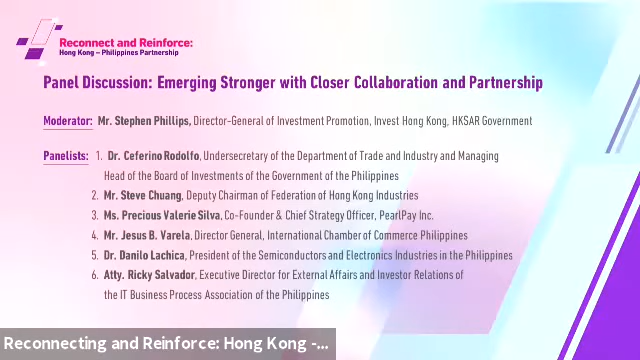 Reconnect and Reinforce:
Hong Kong – Philippines Partnership
Panel Discussion: Emerging Stronger with Closer Collaboration and Partnership
Moderator: Mr. Stephen Phillips, Director-General of Investment Promotion, Invest Hong Kong, HKSAR Government
Panelists: 1. Dr. Ceferino Rodolfo, Undersecretary of the Department of Trade and Industry and Managing
Head of the Board of Investments of the Government of the Philippines
2. Mr. Steve Chuang, Deputy Chairman of Federation of Hong Kong Industries
3. Ms. Precious Valerie Silva, Co-Founder & Chief Strategy Officer, PearlPay Inc.
4. Mr. Jesus B. Varela, Director General, International Chamber of Commerce Philippines
5. Dr. Danilo Lachica, President of the Semiconductors and Electronics Industries in the Philippines
6. Atty. Ricky Salvador, Executive Director for External Affairs and Investor Relations of
the IT Business Process Association of the Philippines
Reconnecting and Reinforce: Hong Kong -...